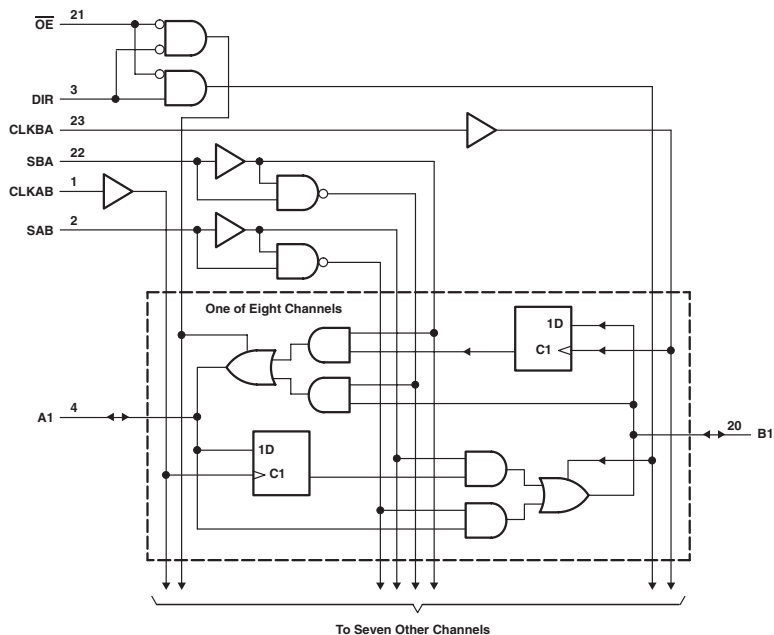 OE 21
DIR 3
CLKBA 23
SBA 22
CLKAB 1
SAB 2
One of Eight Channels
1D
C1
A1 4
1D
C1
20 B1
To Seven Other Channels